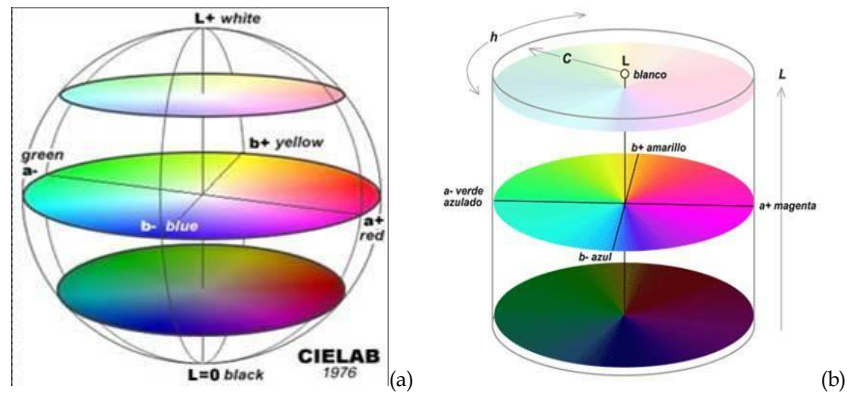 L+ white
b+ yellow
green
a-
b- blue
a+
red
CIELAB
1976
L=0 black
(a)
h
C
L
blanco
L
b+ amarillo
a- verde
azulado
a+ magenta
b- azul
(b)